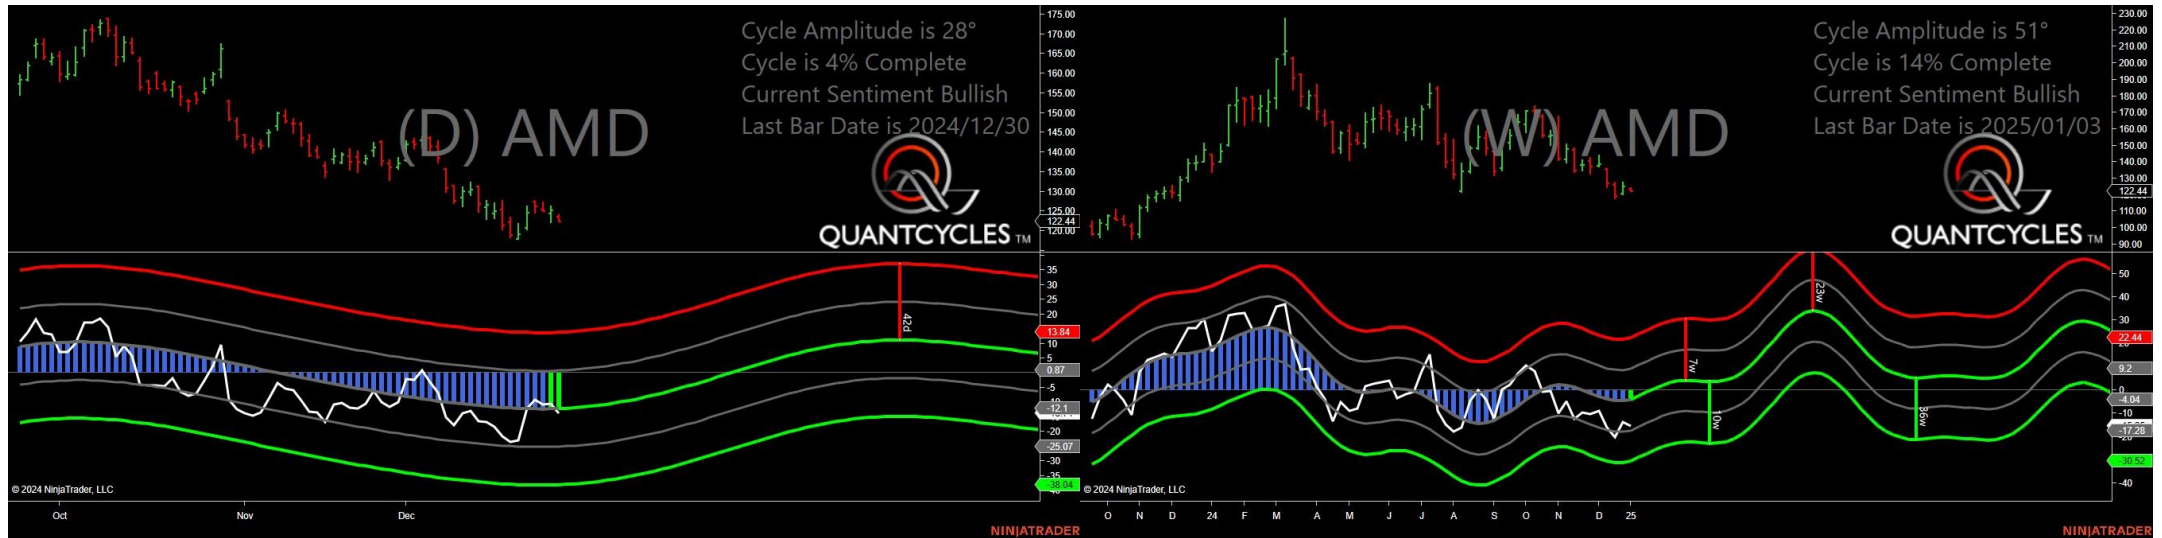 Cycle Amplitude is 28°
Cycle is 4% Complete
Current Sentiment Bullish
Last Bar Date is 2024/12/30
(D) AMD
QUANTCYCLES TM
175.00
170.00
165.00
160.00
155.00
150.00
145.00
140.00
135.00
130.00
125.00
122.44
120.00
42d
35
30
25
20
13.84
10
5
0.87
-5
-12.1
-20
-25.07
-30
-38.04
© 2024 NinjaTrader, LLC
Oct Nov Dec
NINJATRADER
Cycle Amplitude is 51°
Cycle is 14% Complete
Current Sentiment Bullish
Last Bar Date is 2025/01/03
(W) AMD
QUANTCYCLES TM
230.00
220.00
210.00
200.00
190.00
180.00
170.00
160.00
150.00
140.00
130.00
122.44
110.00
100.00
90.00
7w
10w
23w
36w
50
40
30
22.44
9.2
0
-4.04
-10
-17.28
-30.52
-40
© 2024 NinjaTrader, LLC
O N D 24 F M A M J J A S O N D 25
NINJATRADER